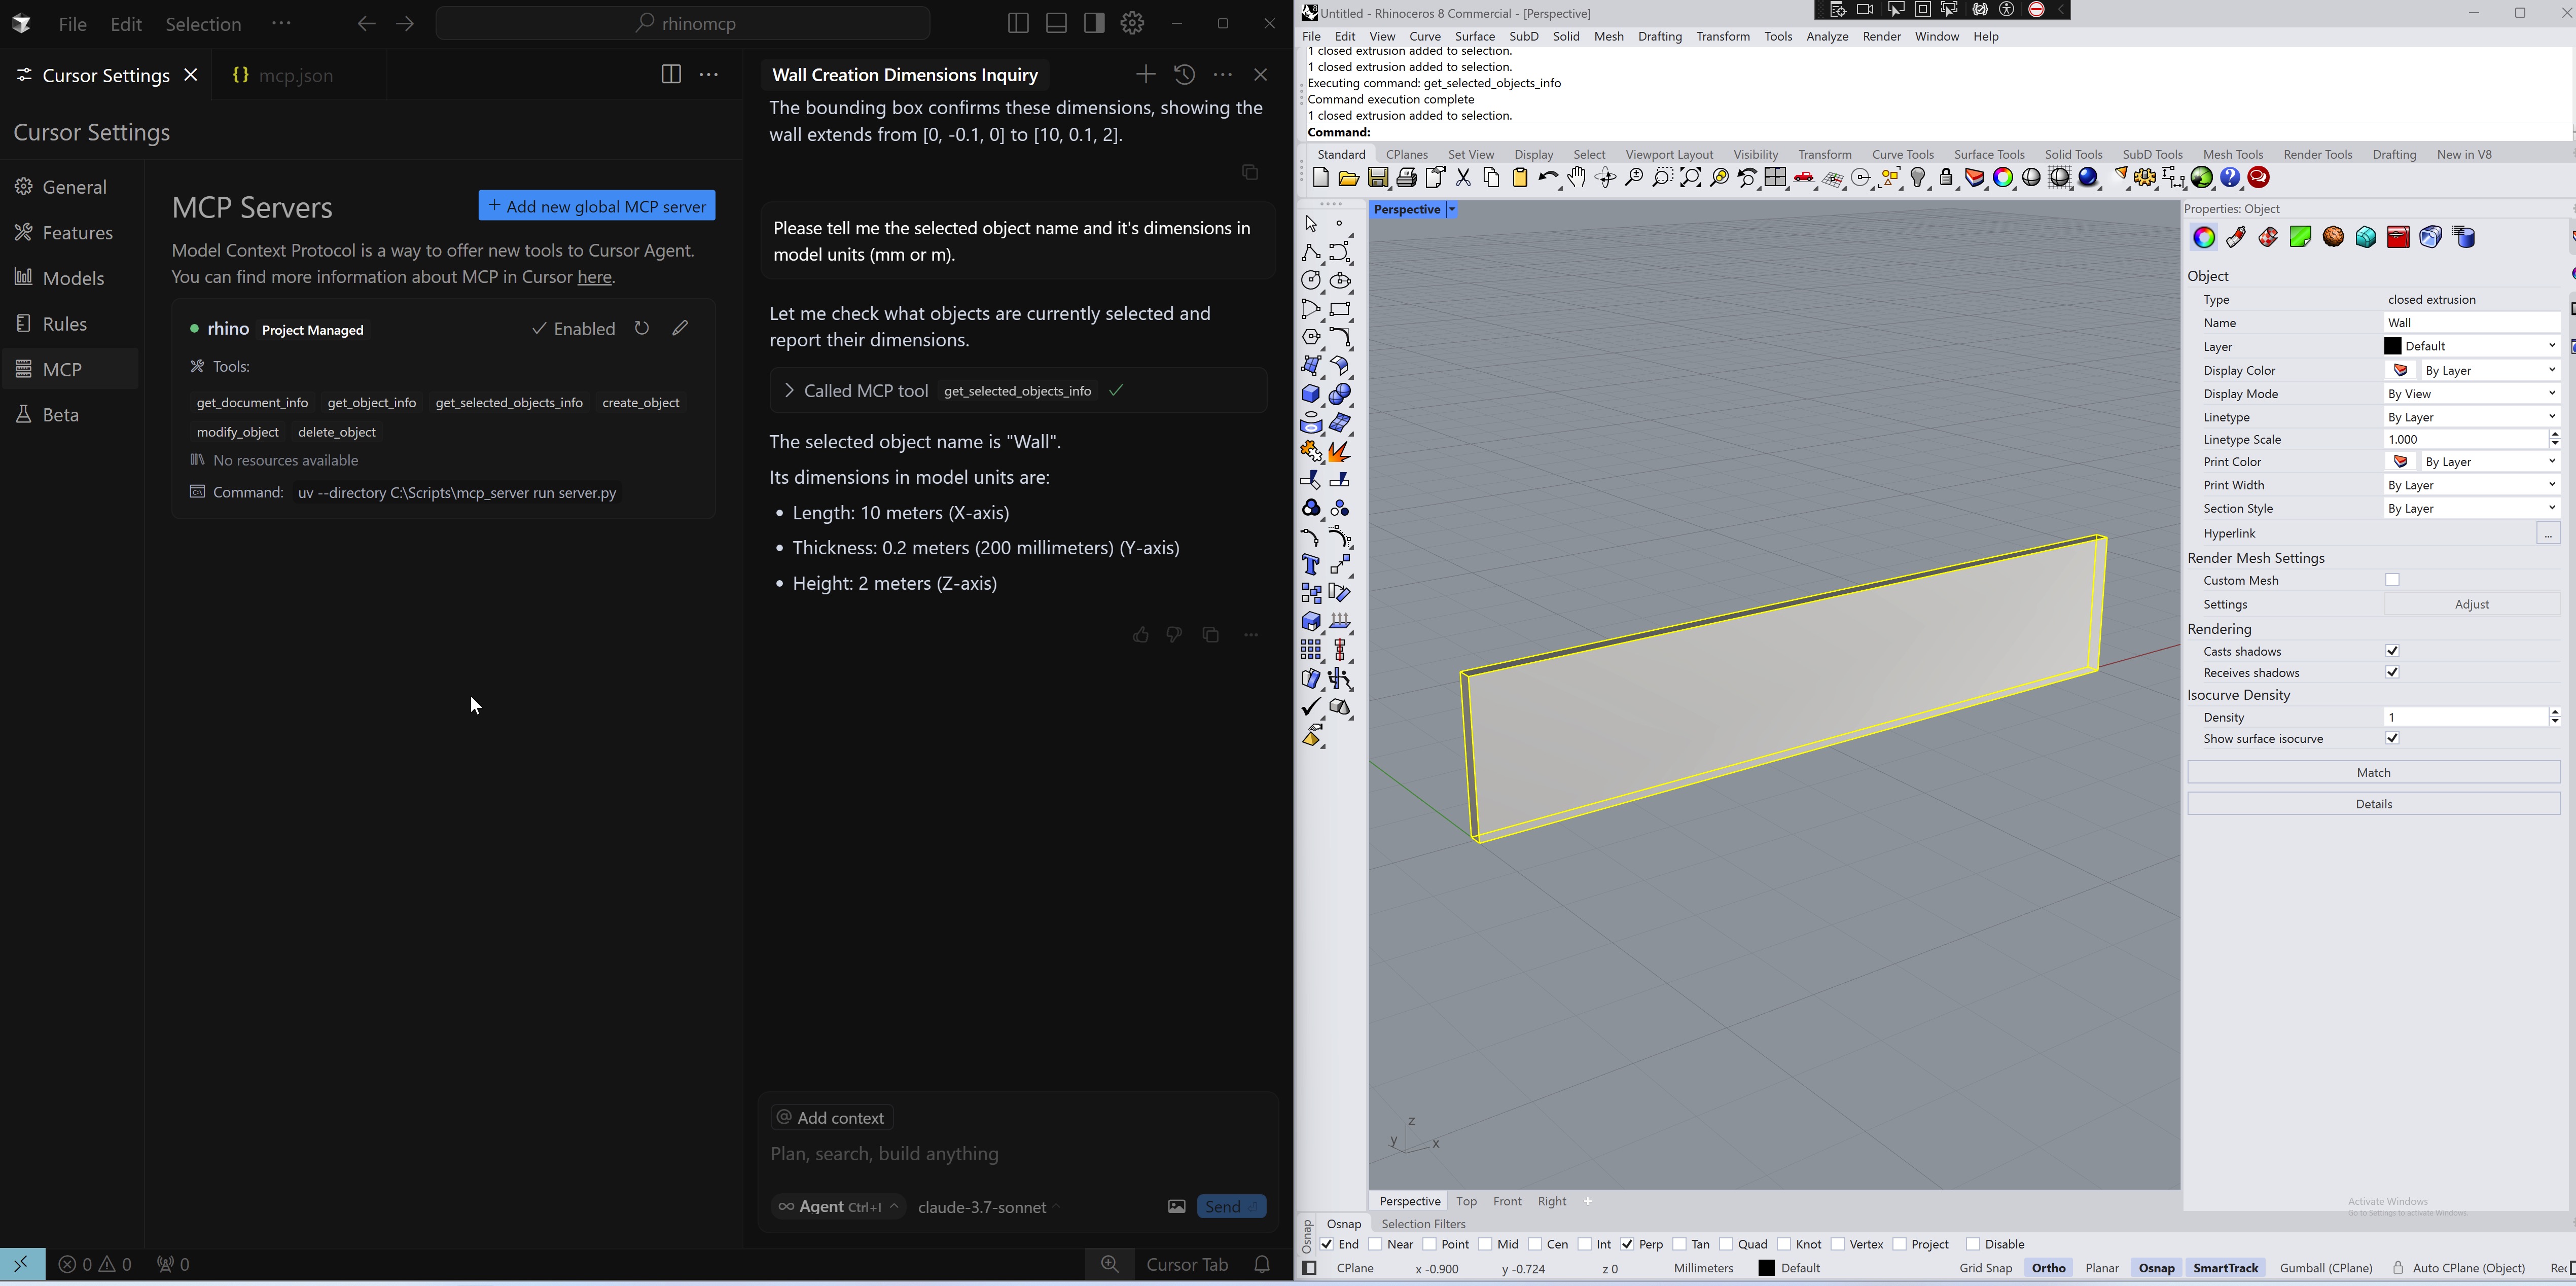 File Edit Selection ··· rhinomcp
Cursor Settings
{} mcp.json
Cursor Settings
General
Features
Models
Rules
MCP
Beta
MCP Servers
+ Add new global MCP server
Model Context Protocol is a way to offer new tools to Cursor Agent.
You can find more information about MCP in Cursor here.
rhino Project Managed Enabled
Tools:
get_document_info get_object_info get_selected_objects_info create_object
modify_object delete_object
No resources available
Command: uv --directory C:\Scripts\mcp_server run server.py
Wall Creation Dimensions Inquiry
The bounding box confirms these dimensions, showing the
wall extends from [0, -0.1, 0] to [10, 0.1, 2].
Please tell me the selected object name and it's dimensions in
model units (mm or m).
Let me check what objects are currently selected and
report their dimensions.
Called MCP tool get_selected_objects_info
The selected object name is "Wall".
Its dimensions in model units are:
• Length: 10 meters (X-axis)
• Thickness: 0.2 meters (200 millimeters) (Y-axis)
• Height: 2 meters (Z-axis)
@ Add context
Plan, search, build anything
Agent Ctrl+I claude-3.7-sonnet Send
0 0 0
Cursor Tab
Untitled - Rhinoceros 8 Commercial - [Perspective]
File Edit View Curve Surface SubD Solid Mesh Drafting Transform Tools Analyze Render Window Help
1 closed extrusion added to selection.
1 closed extrusion added to selection.
Executing command: get_selected_objects_info
Command execution complete
1 closed extrusion added to selection.
Command:
Standard CPlanes Set View Display Select Viewport Layout Visibility Transform Curve Tools Surface Tools Solid Tools SubD Tools Mesh Tools Render Tools Drafting New in V8
Perspective
z
y
x
Perspective Top Front Right
Properties: Object
Object
Type closed extrusion
Name Wall
Layer Default
Display Color By Layer
Display Mode By View
Linetype By Layer
Linetype Scale 1.000
Print Color By Layer
Print Width By Layer
Section Style By Layer
Hyperlink ...
Render Mesh Settings
Custom Mesh
Settings Adjust
Rendering
Casts shadows
Receives shadows
Isocurve Density
Density 1
Show surface isocurve
Match
Details
Activate Windows
Go to Settings to activate Windows.
Osnap
Osnap Selection Filters
End Near Point Mid Cen Int Perp Tan Quad Knot Vertex Project Disable
CPlane x -0.900 y -0.724 z 0 Millimeters Default Grid Snap Ortho Planar Osnap SmartTrack Gumball (CPlane) Auto CPlane (Object)